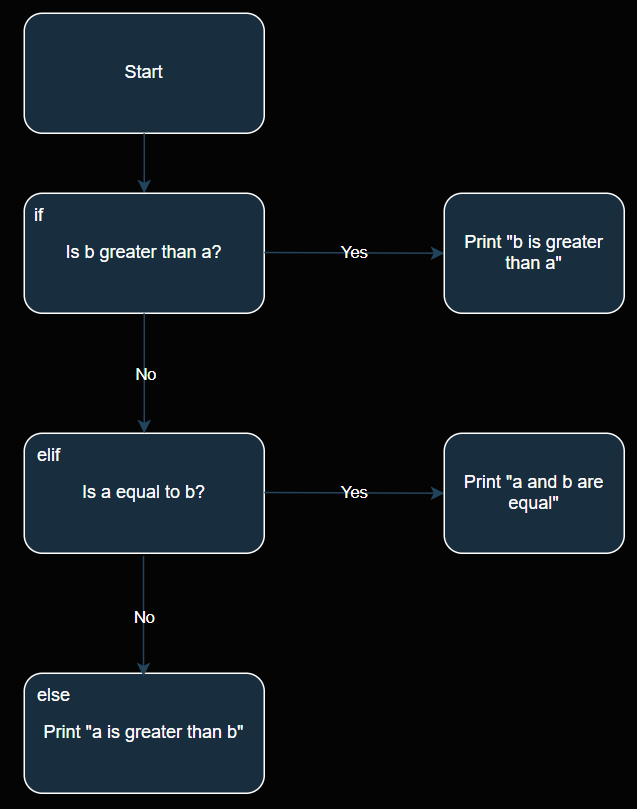 Start
if
Is b greater than a?
Yes
Print "b is greater
than a"
No
elif
Is a equal to b?
Yes
Print "a and b are
equal"
No
else
Print "a is greater than b"